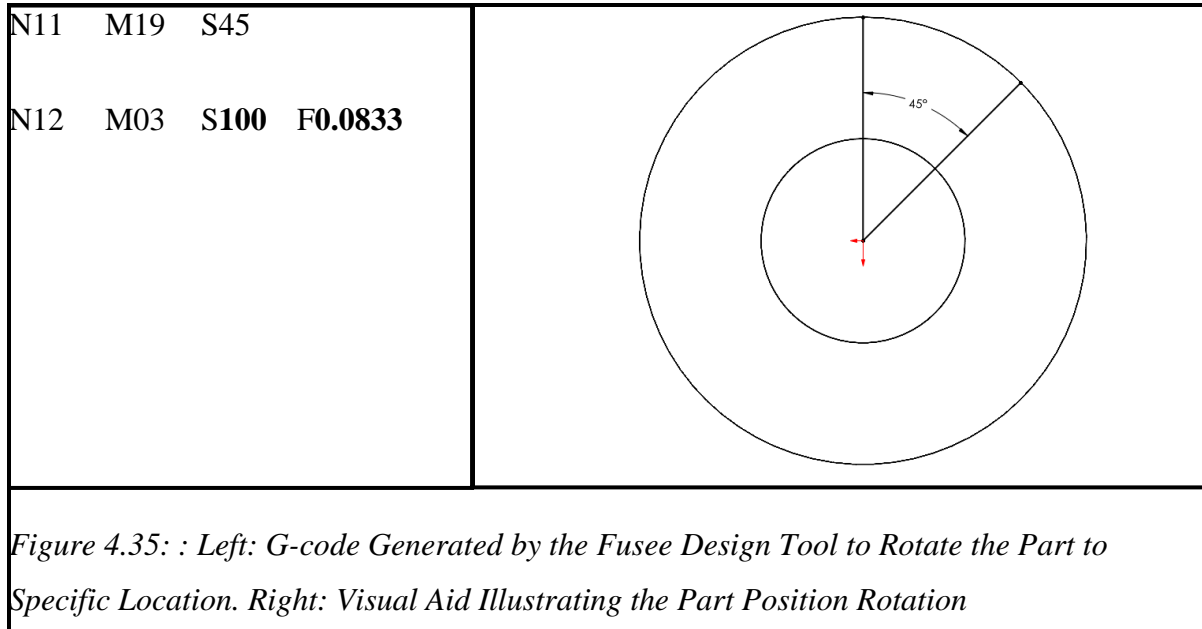 N11 M19 S45
N12 M03 S100 F0.0833
45°
Figure 4.35: : Left: G-code Generated by the Fusee Design Tool to Rotate the Part to
Specific Location. Right: Visual Aid Illustrating the Part Position Rotation